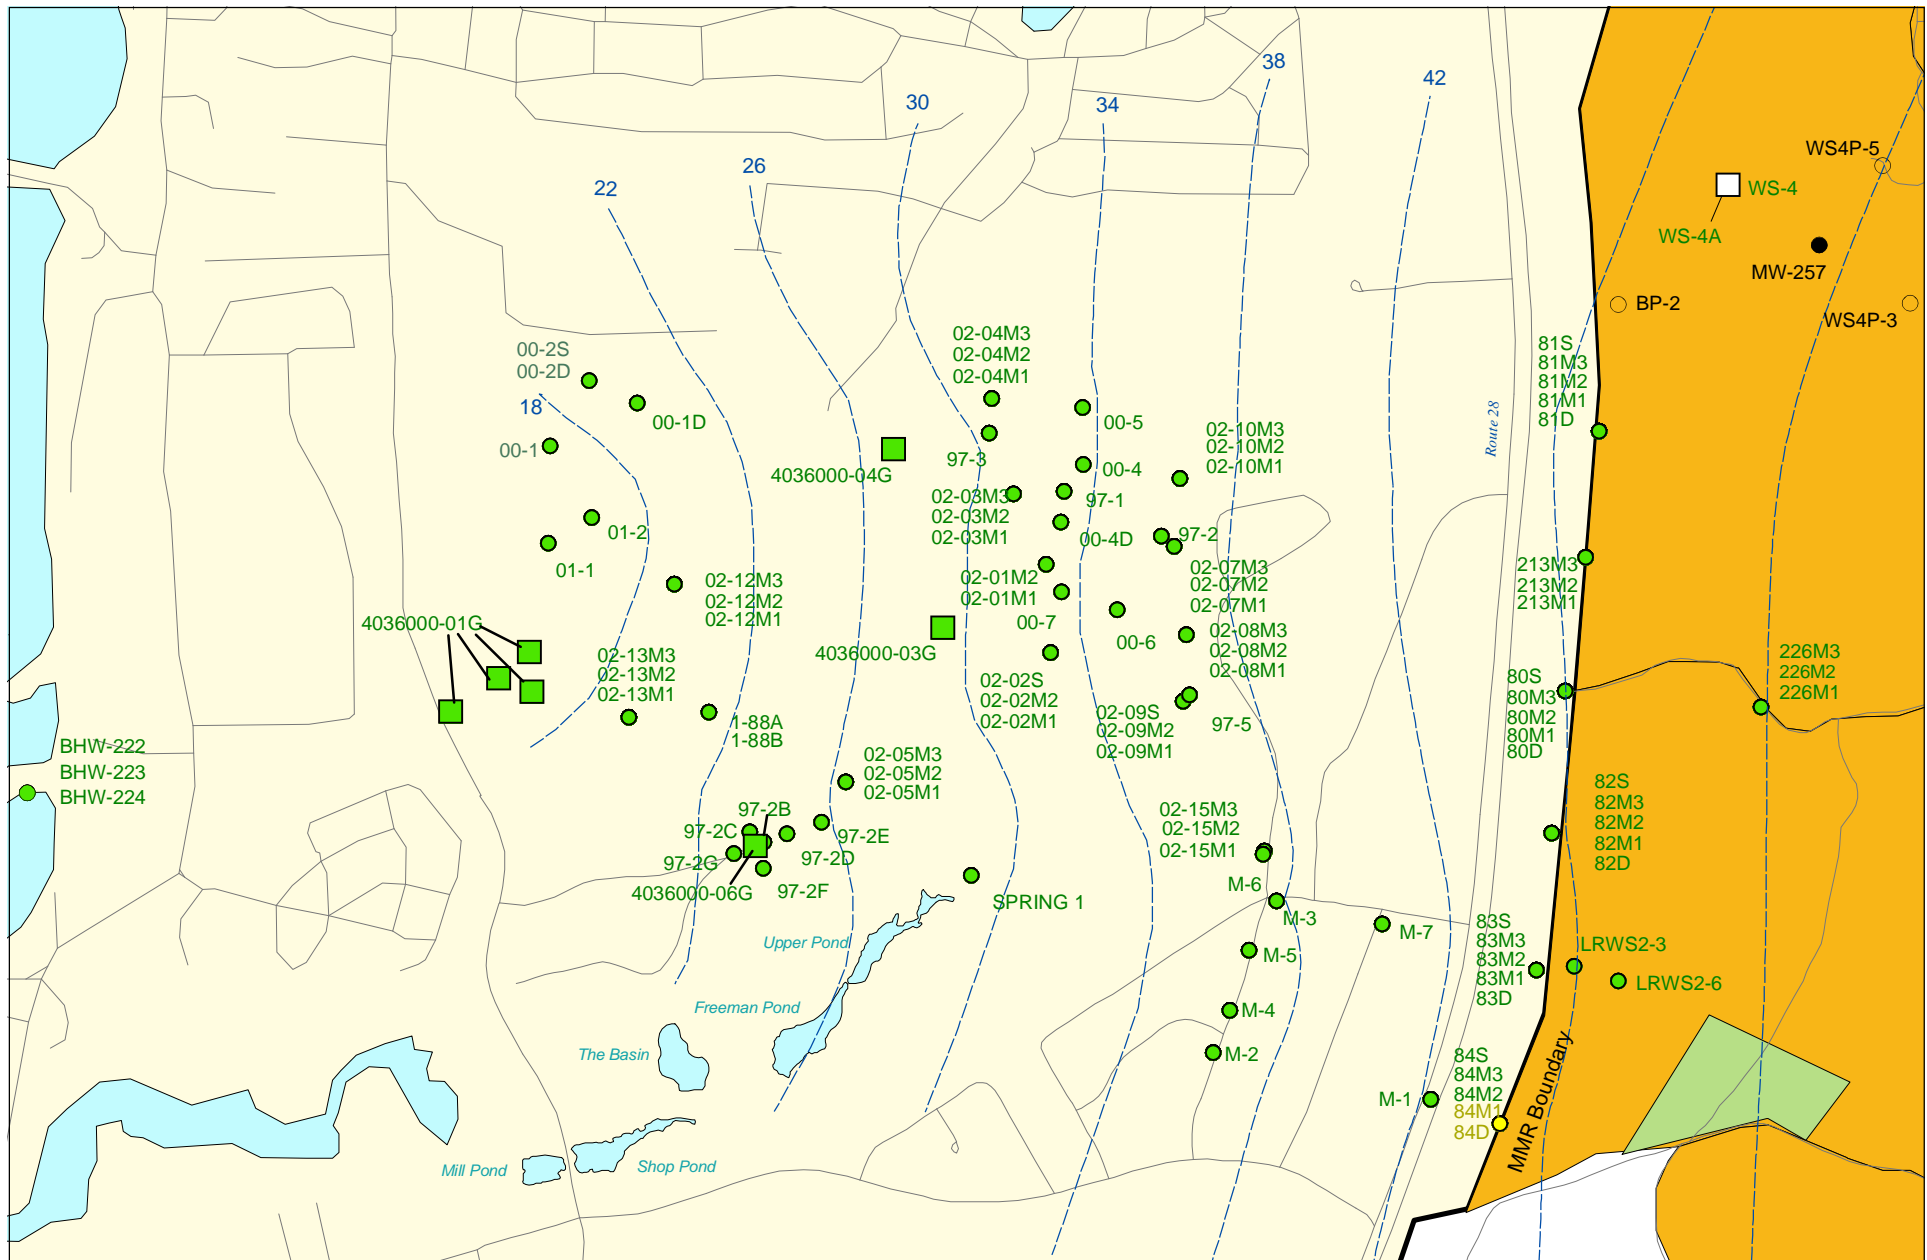 38
42
30
34
26
22
WS4P-5
WS-4
WS-4A
MW-257
BP-2
WS4P-3
00-2S
00-2D
18
00-1D
00-1
02-04M3
02-04M2
02-04M1
97-3
4036000-04G
00-5
00-4
02-10M3
02-10M2
02-10M1
Route 28
81S
81M3
81M2
81M1
81D
02-03M3
02-03M2
02-03M1
97-1
00-4D
97-2
01-2
01-1
02-12M3
02-12M2
02-12M1
02-01M2
02-01M1
00-7
02-07M3
02-07M2
02-07M1
213M3
213M2
213M1
4036000-01G
4036000-03G
00-6
02-08M3
02-08M2
02-08M1
02-13M3
02-13M2
02-13M1
02-02S
02-02M2
02-02M1
226M3
226M2
226M1
80S
80M3
80M2
80M1
80D
1-88A
1-88B
02-09S
02-09M2
02-09M1
97-5
BHW-222
BHW-223
BHW-224
02-05M3
02-05M2
02-05M1
82S
82M3
82M2
82M1
82D
97-2B
97-2C
97-2E
97-2D
97-2G
97-2F
4036000-06G
02-15M3
02-15M2
02-15M1
M-6
M-3
SPRING 1
M-7
M-5
83S
83M3
83M2
83M1
83D
LRWS2-3
LRWS2-6
Upper Pond
Freeman Pond
M-4
The Basin
M-2
M-1
84S
84M3
84M2
84M1
84D
MMR Boundary
Mill Pond
Shop Pond